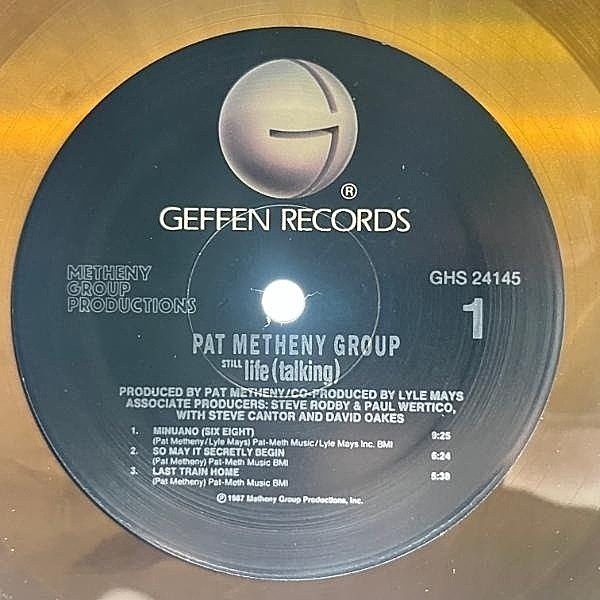 G
®
GEFFEN RECORDS
METHENY
GROUP
PRODUCTIONS
GHS 24145
1
PAT METHENY GROUP
STILL life (talking)
PRODUCED BY PAT METHENY/CO-PRODUCED BY LYLE MAYS
ASSOCIATE PRODUCERS: STEVE RODBY & PAUL WERTICO,
WITH STEVE CANTOR AND DAVID OAKES
1. MINUANO (SIX EIGHT) 9:25
(Pat Metheny/Lyle Mays) Pat-Meth Music/Lyle Mays Inc. BMI
2. SO MAY IT SECRETLY BEGIN 6:24
(Pat Metheny) Pat-Meth Music BMI
3. LAST TRAIN HOME 5:38
(Pat Metheny) Pat-Meth Music BMI
℗ 1987 Metheny Group Productions, Inc.